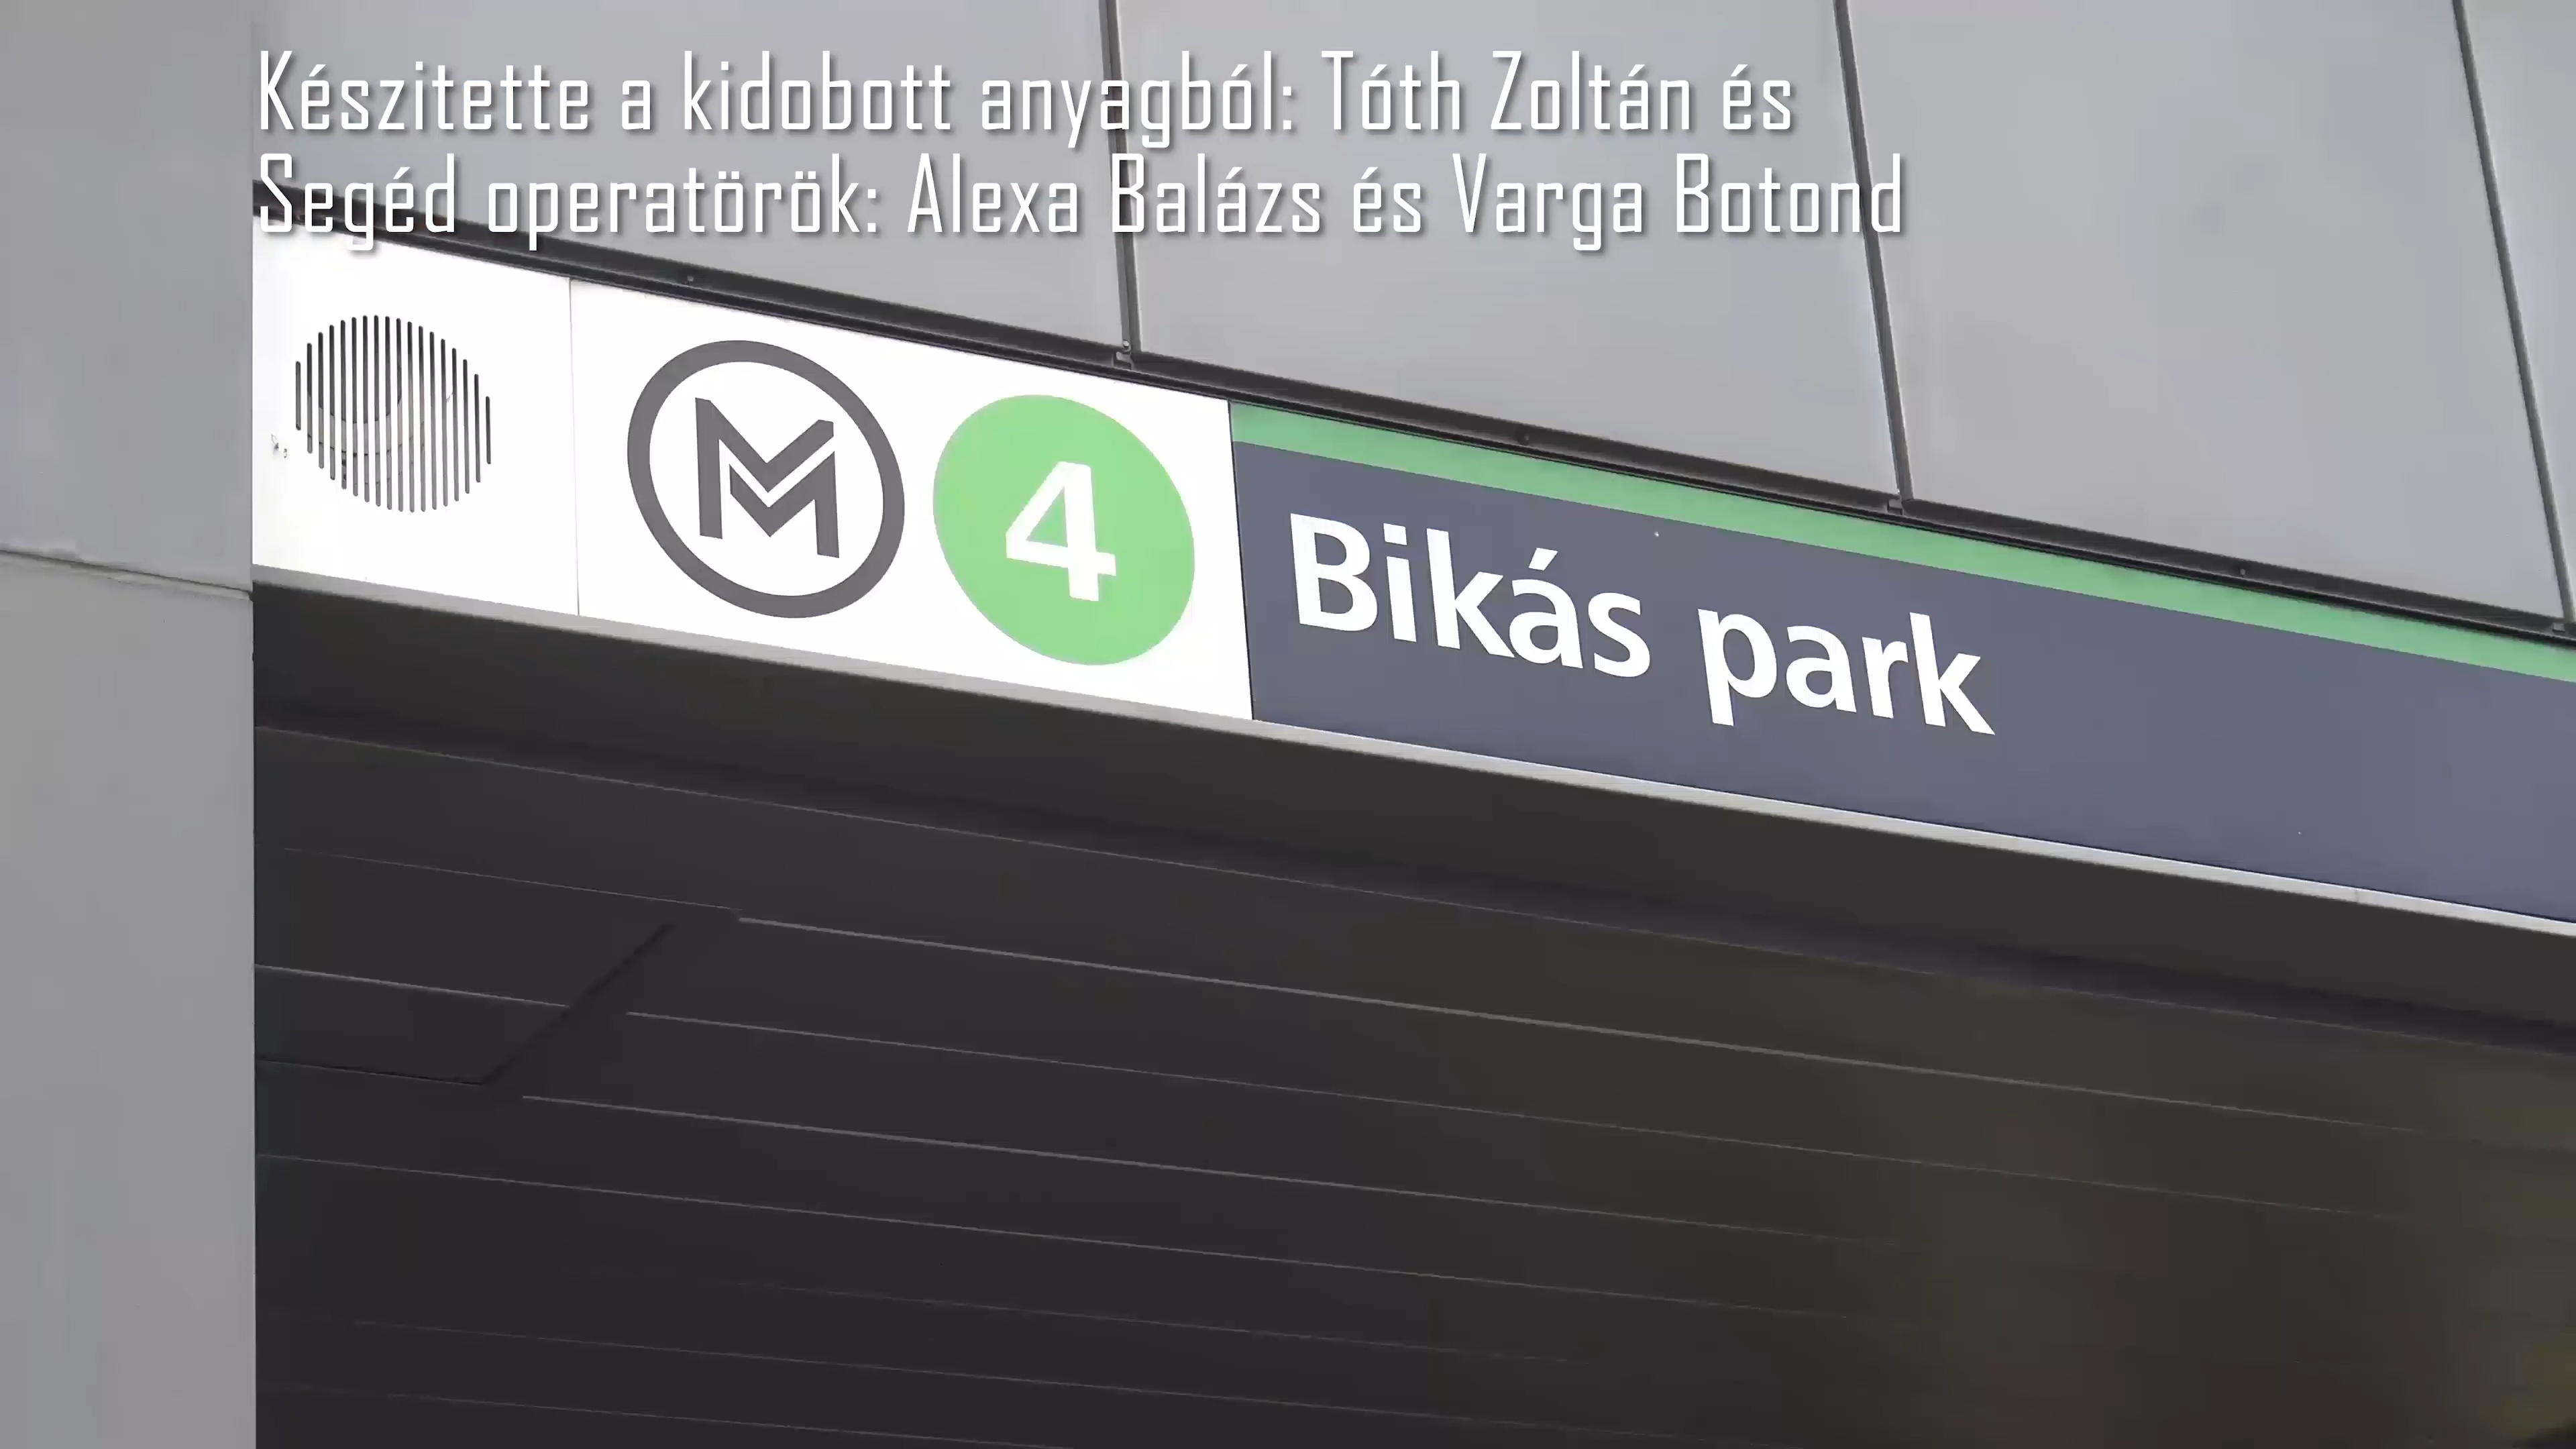 Készitette a kidobott anyagból: Tóth Zoltán és
Segéd operatörök: Alexa Balázs és Varga Botond
M 4 Bikás park